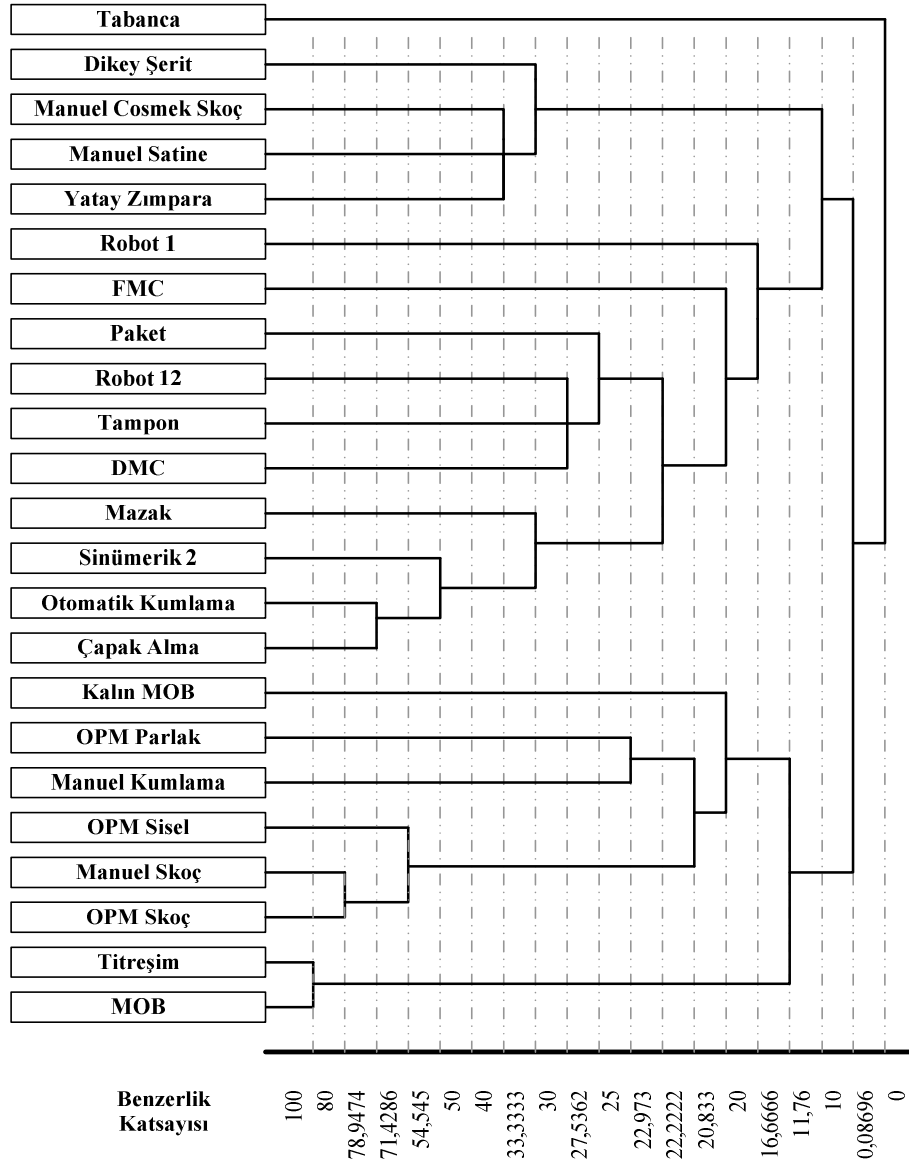 Tabanca
Dikey Şerit
Manuel Cosmek Skoç
Manuel Satine
Yatay Zımpara
Robot 1
FMC
Paket
Robot 12
Tampon
DMC
Mazak
Sinümerik 2
Otomatik Kumlama
Çapak Alma
Kalın MOB
OPM Parlak
Manuel Kumlama
OPM Sisel
Manuel Skoç
OPM Skoç
Titreşim
MOB
Benzerlik
Katsayısı
100
80
78,9474
71,4286
54,545
50
40
33,3333
30
27,5362
25
22,973
22,2222
20,833
20
16,6666
11,76
10
0,08696
0